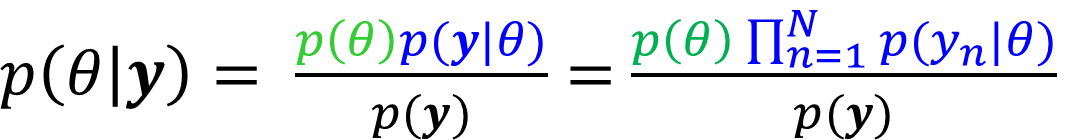 p(θ|y) = p(θ)p(y|θ) / p(y) = p(θ) ∏_{n=1}^{N} p(y_n|θ) / p(y)